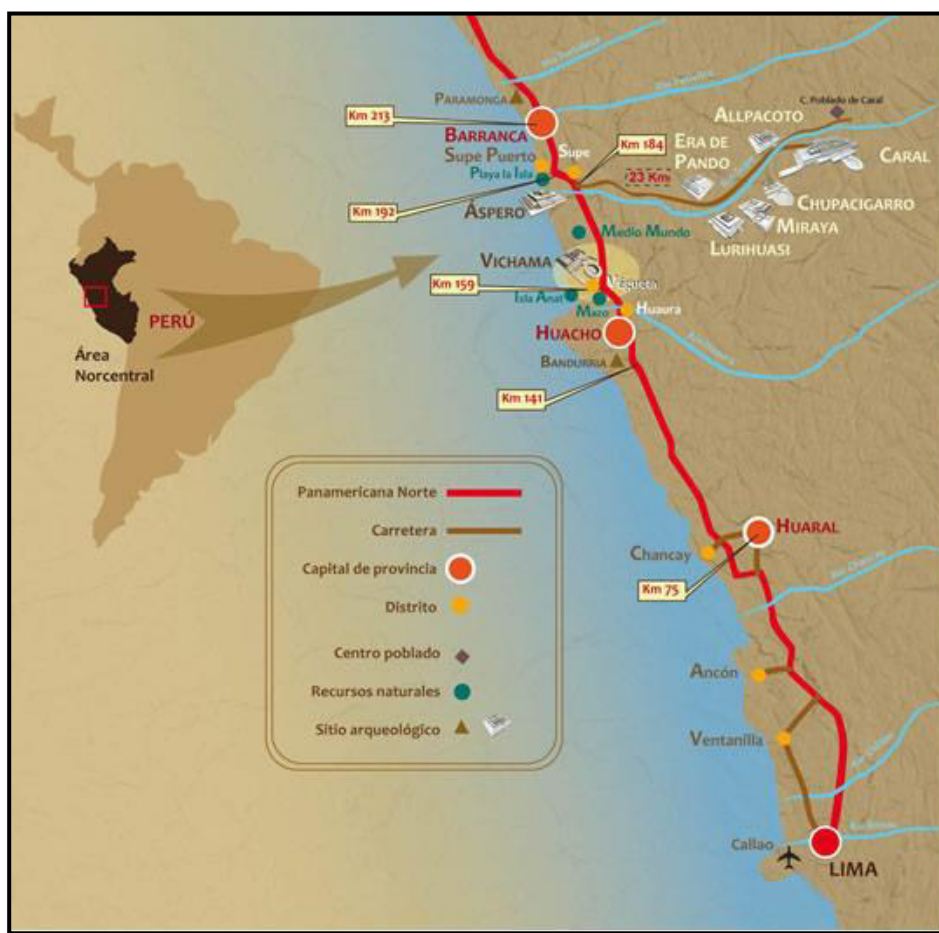 Paramonga
Km 213
Barranca
Supe Puerto
Supe
Playa la Isla
Km 184
Km 192
Áspero
23 Km
Allpacoto
C. Poblado de Caral
Era de
Pando
Caral
Chupacigarro
Miraya
Lurihuasi
Medio Mundo
Vichama
Km 159
Végueta
Isla Anat
Mazo
Huaura
Huacho
Bandurria
Km 141
PERÚ
Área
Norcentral
Panamericana Norte
Carretera
Capital de provincia
Distrito
Centro poblado
Recursos naturales
Sitio arqueológico
Huaral
Chancay
Km 75
Río Chancay
Ancón
Ventanilla
Callao
LIMA